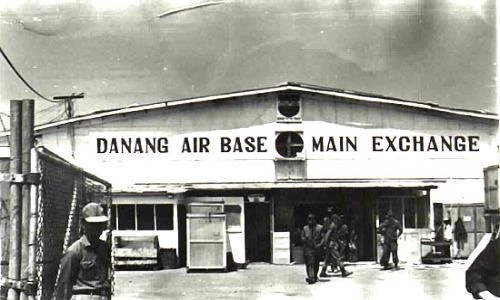 DANANG AIR BASE MAIN EXCHANGE